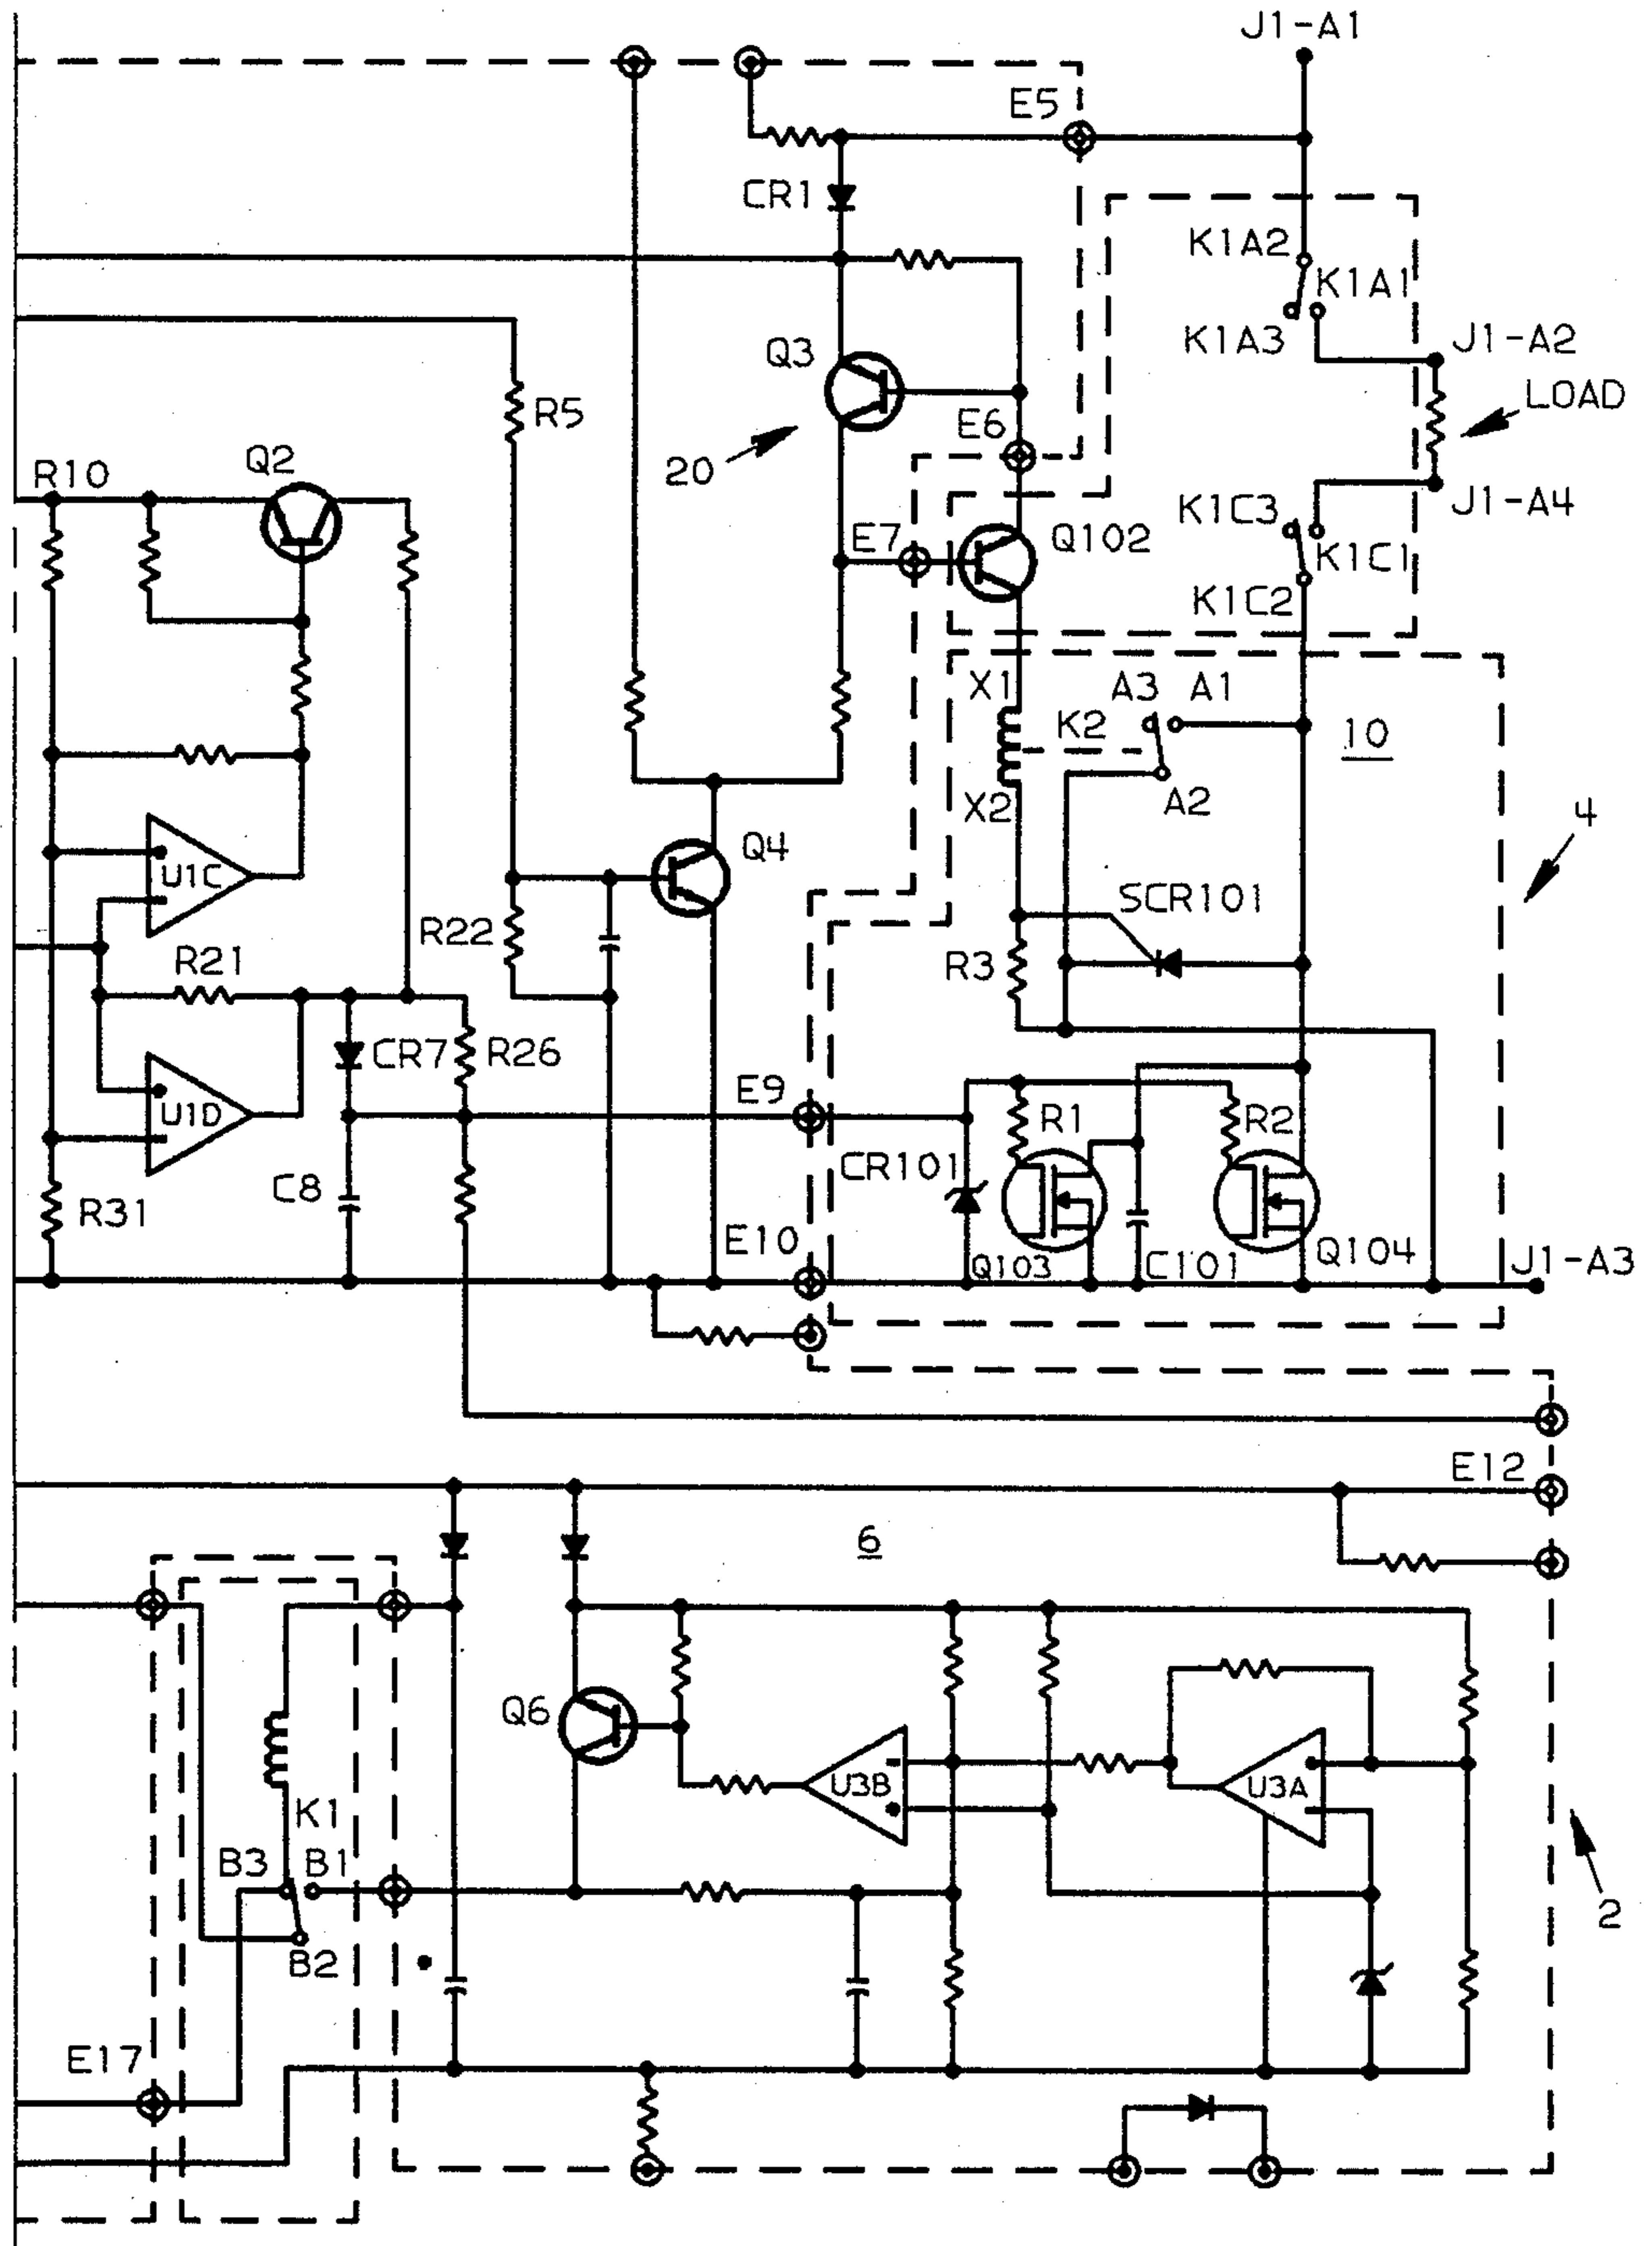 J1-A1
E5
CR1
K1A2
K1A1
K1A3
J1-A2
Q3
LOAD
R5
E6
20
Q2
R10
J1-A4
K1C3
E7
Q102
K1C1
K1C2
X1
A3 A1
K2
10
X2
A2
4
Q4
U1C
SCR101
R22
R21
R3
CR7
R26
E9
R1
R2
U1D
CR101
C8
R31
E10
Q103
C101
Q104
J1-A3
E12
6
Q6
U3B
U3A
K1
B3 B1
2
B2
E17